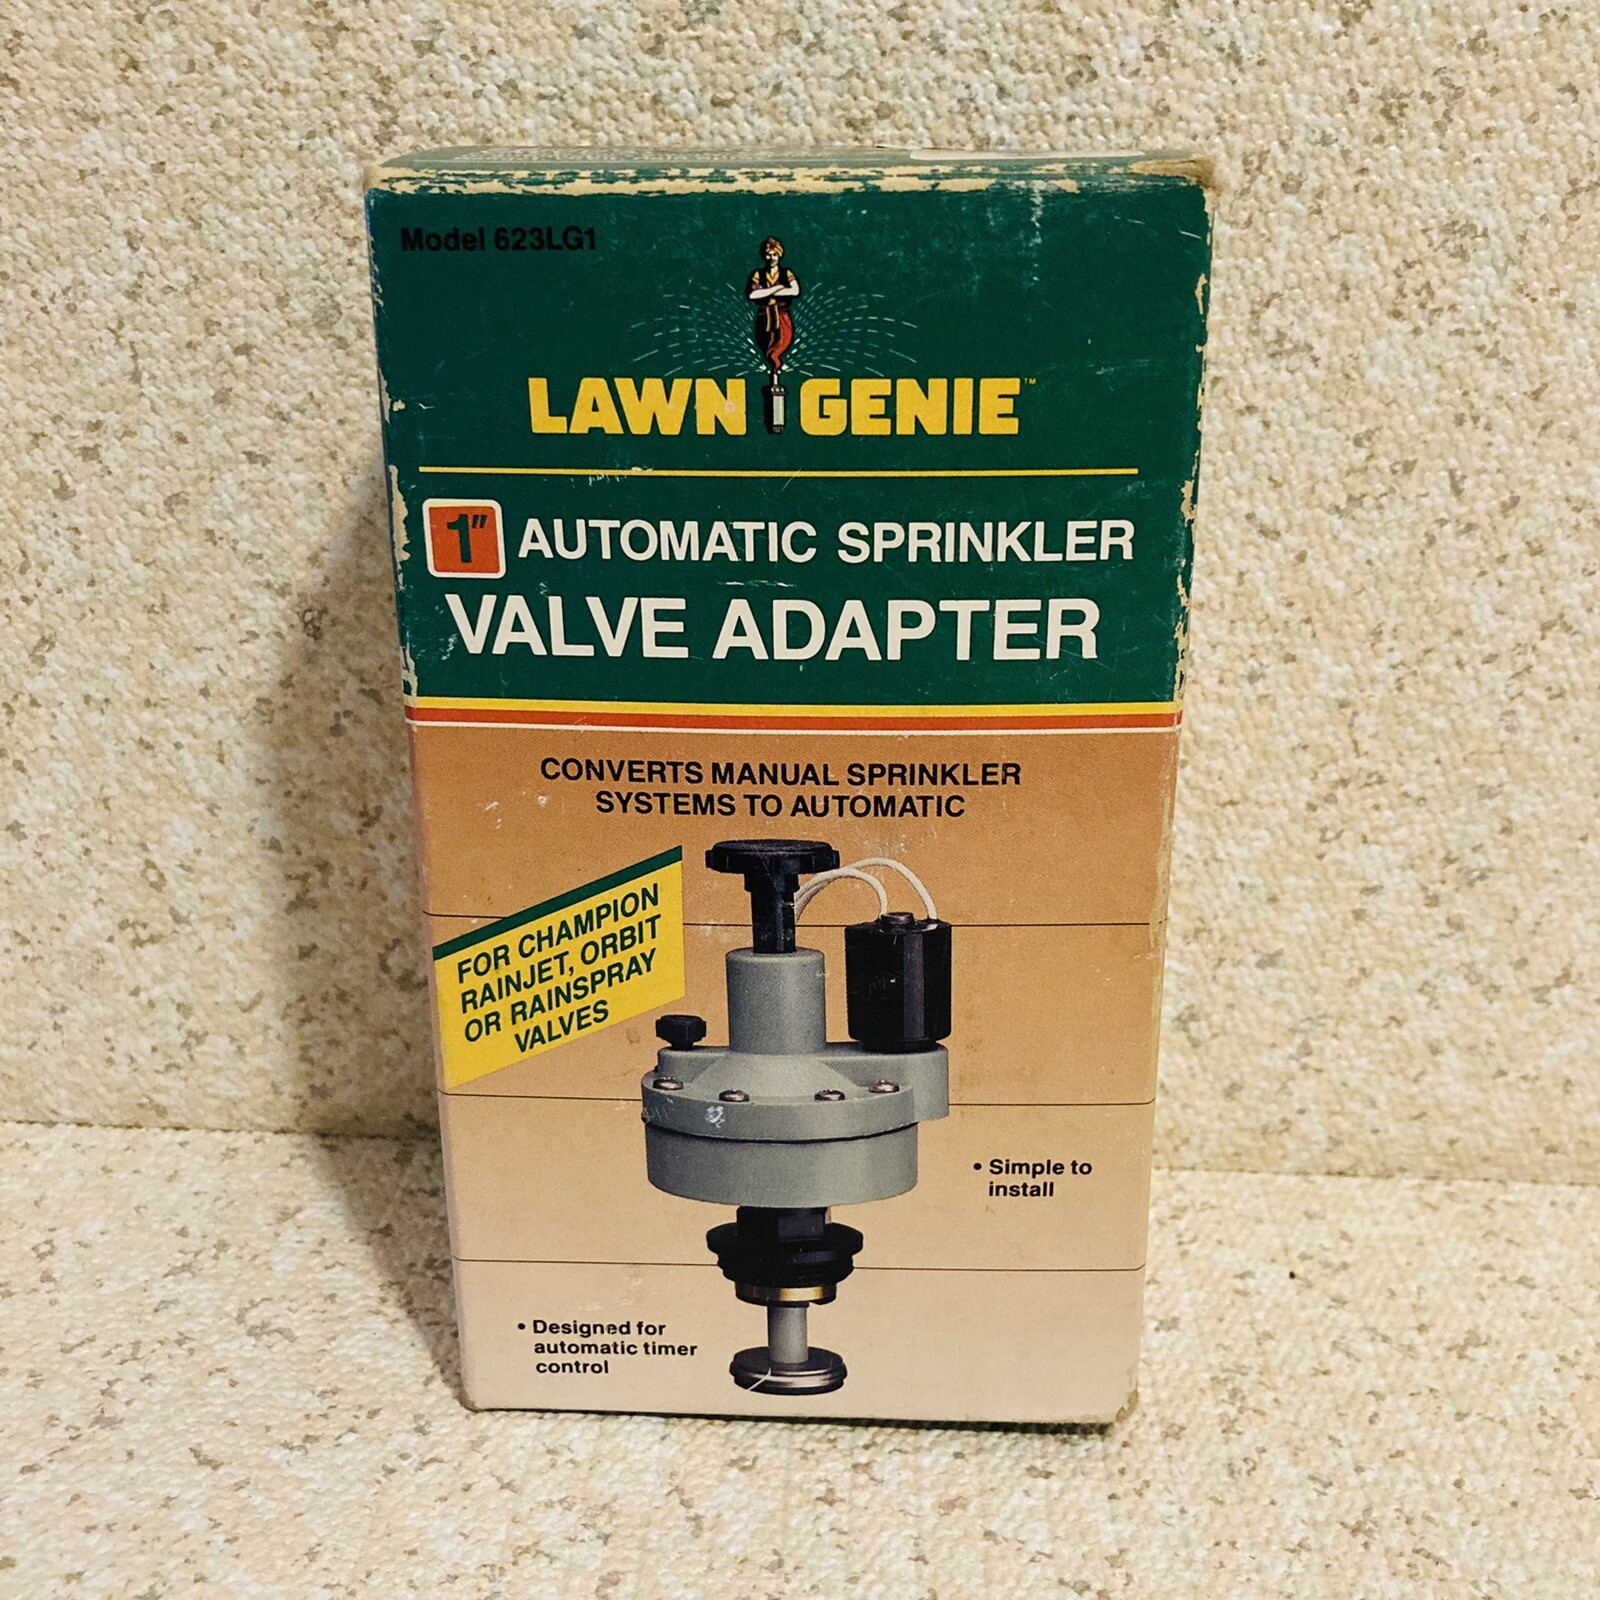 Model 623LG1
LAWN GENIE™
1" AUTOMATIC SPRINKLER
VALVE ADAPTER
CONVERTS MANUAL SPRINKLER
SYSTEMS TO AUTOMATIC
FOR CHAMPION
RAINJET, ORBIT
OR RAINSPRAY
VALVES
• Simple to
install
• Designed for
automatic timer
control